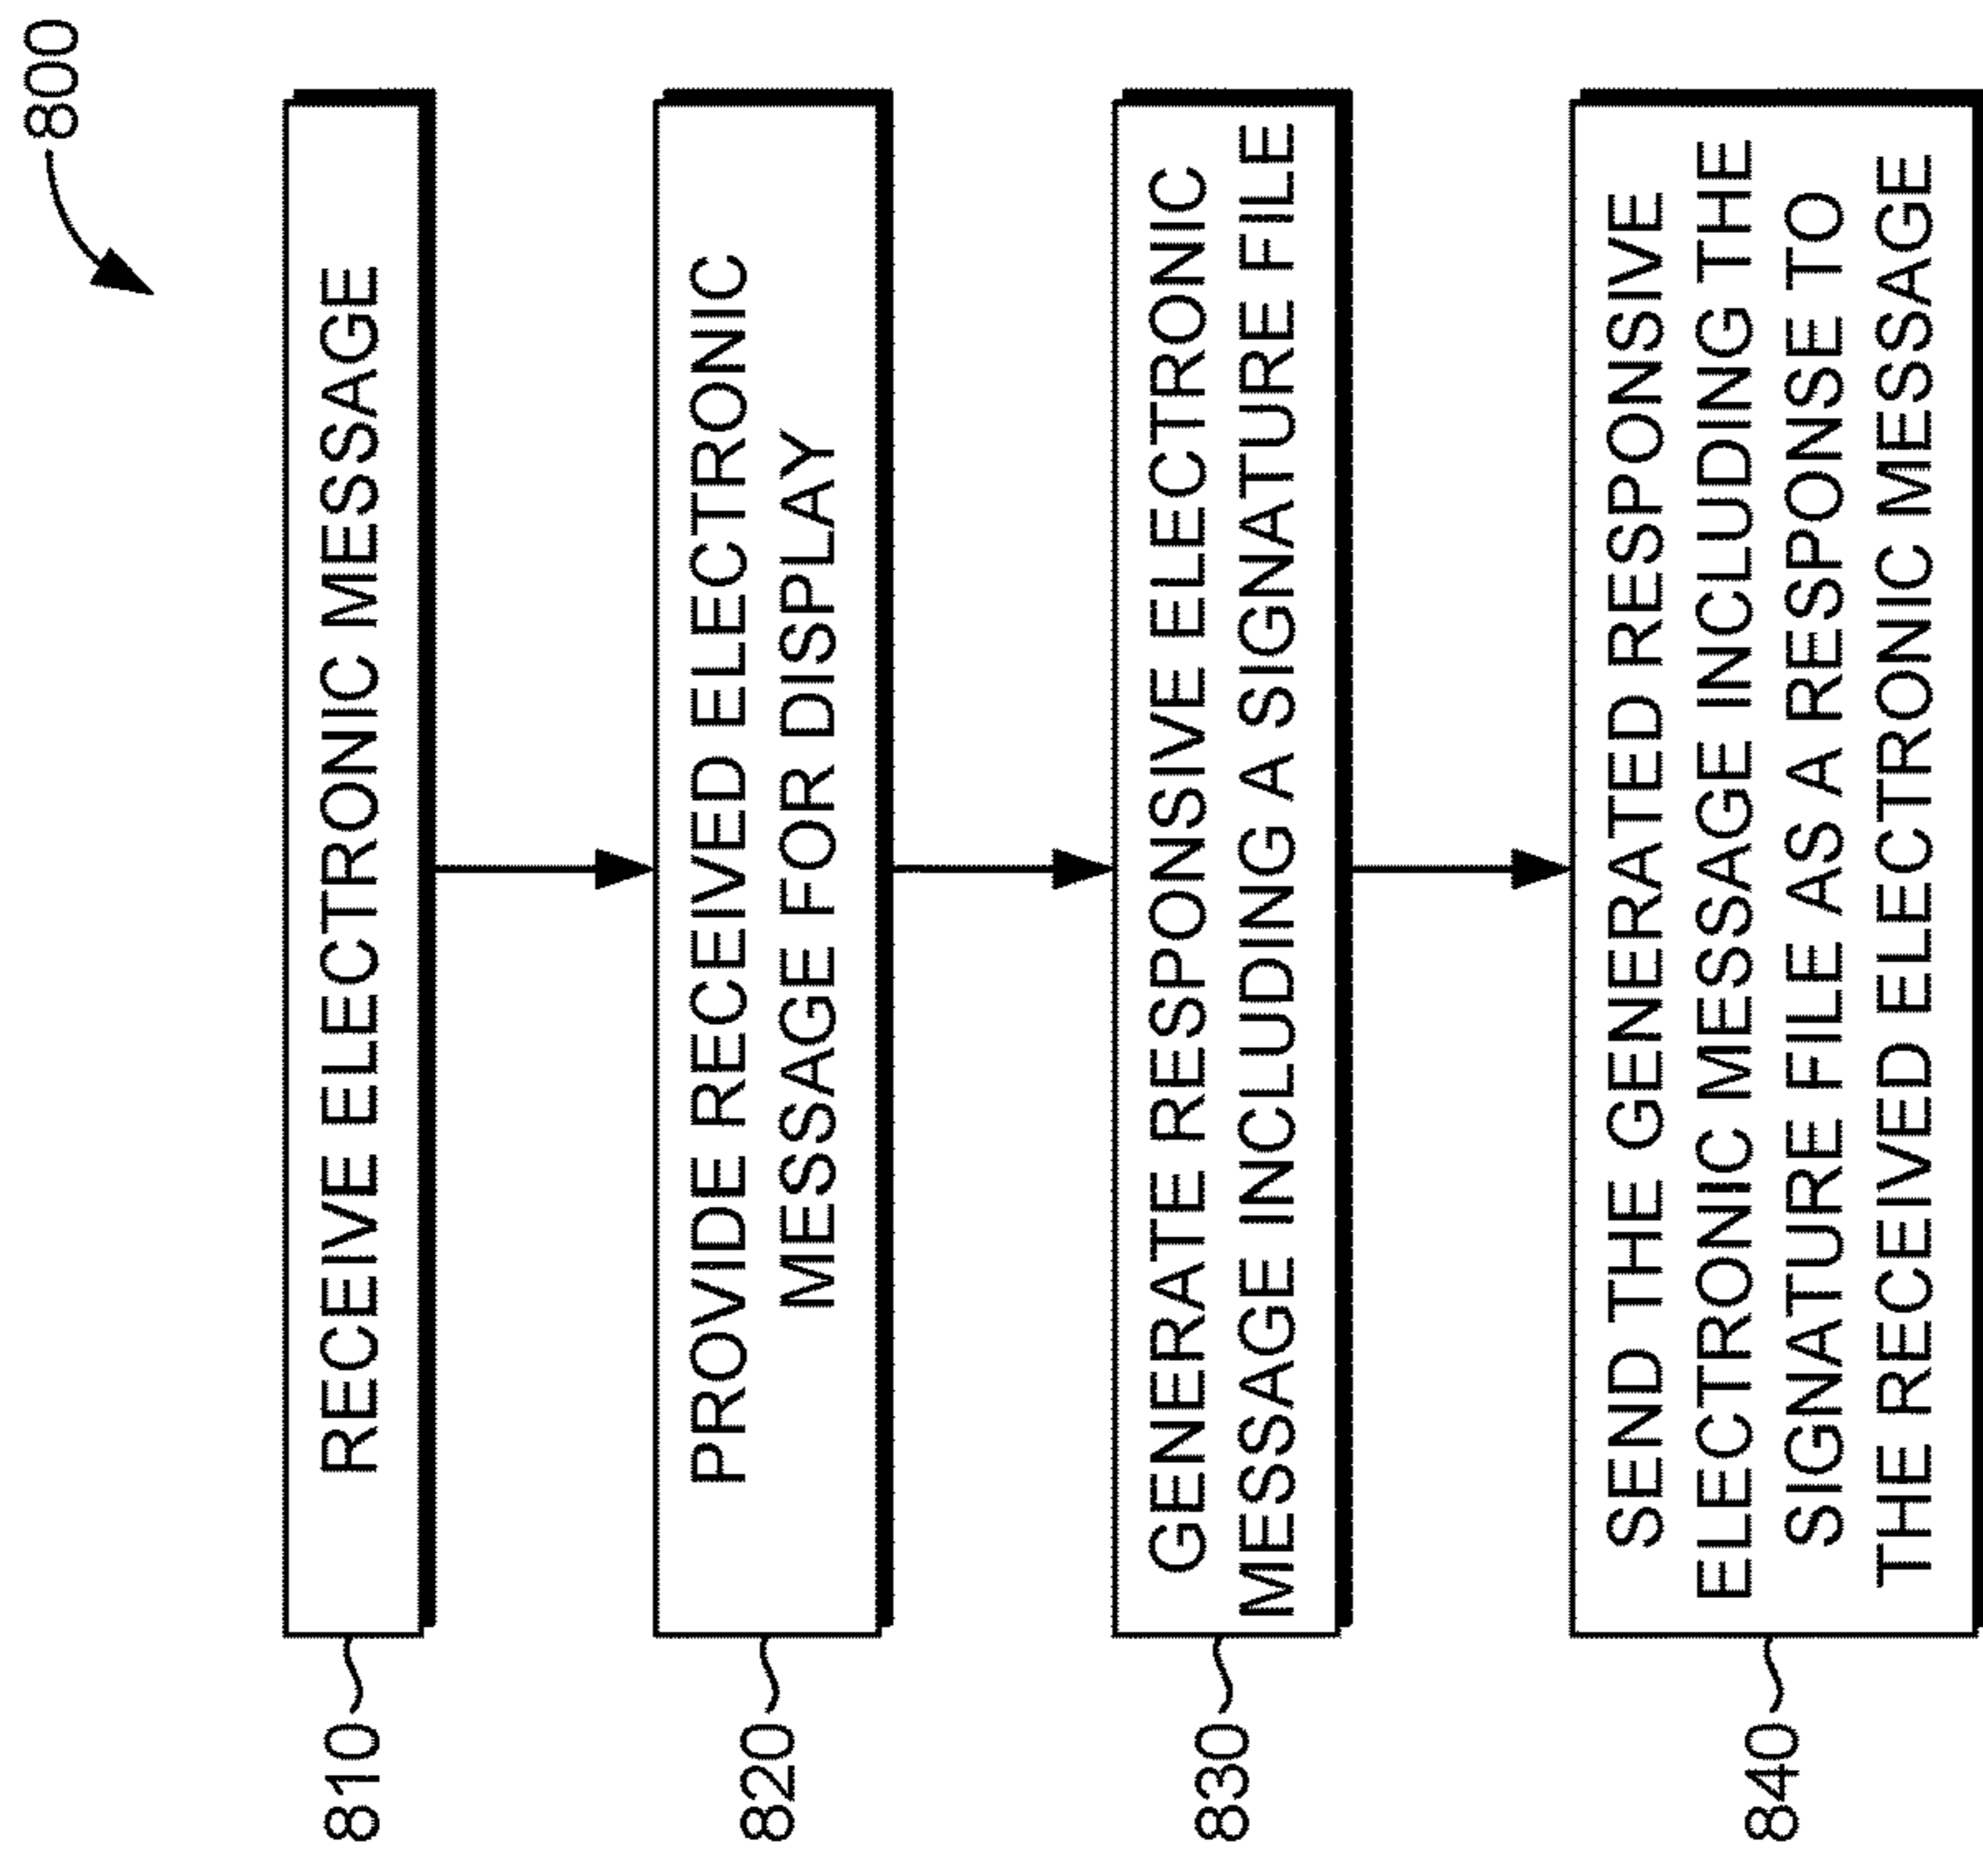 800
810
RECEIVE ELECTRONIC MESSAGE
820
PROVIDE RECEIVED ELECTRONIC
MESSAGE FOR DISPLAY
830
GENERATE RESPONSIVE ELECTRONIC
MESSAGE INCLUDING A SIGNATURE FILE
840
SEND THE GENERATED RESPONSIVE
ELECTRONIC MESSAGE INCLUDING THE
SIGNATURE FILE AS A RESPONSE TO
THE RECEIVED ELECTRONIC MESSAGE